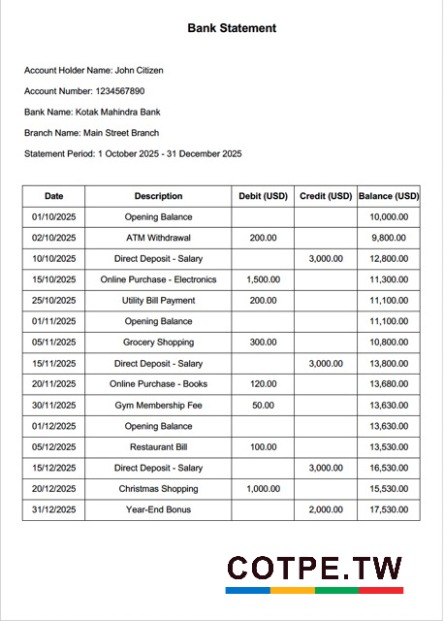 Bank Statement
Account Holder Name: John Citizen
Account Number: 1234567890
Bank Name: Kotak Mahindra Bank
Branch Name: Main Street Branch
Statement Period: 1 October 2025 - 31 December 2025
Date Description Debit (USD) Credit (USD) Balance (USD)
01/10/2025 Opening Balance 10,000.00
02/10/2025 ATM Withdrawal 200.00 9,800.00
10/10/2025 Direct Deposit - Salary 3,000.00 12,800.00
15/10/2025 Online Purchase - Electronics 1,500.00 11,300.00
25/10/2025 Utility Bill Payment 200.00 11,100.00
01/11/2025 Opening Balance 11,100.00
05/11/2025 Grocery Shopping 300.00 10,800.00
15/11/2025 Direct Deposit - Salary 3,000.00 13,800.00
20/11/2025 Online Purchase - Books 120.00 13,680.00
30/11/2025 Gym Membership Fee 50.00 13,630.00
01/12/2025 Opening Balance 13,630.00
05/12/2025 Restaurant Bill 100.00 13,530.00
15/12/2025 Direct Deposit - Salary 3,000.00 16,530.00
20/12/2025 Christmas Shopping 1,000.00 15,530.00
31/12/2025 Year-End Bonus 2,000.00 17,530.00
COTPE.TW